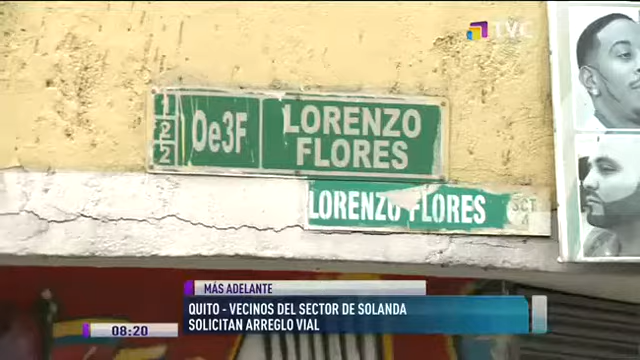 TVC
1
2
2
Oe3F
LORENZO
FLORES
LORENZO FLORES
SCT
4
MÁS ADELANTE
QUITO - VECINOS DEL SECTOR DE SOLANDA
SOLICITAN ARREGLO VIAL
08:20